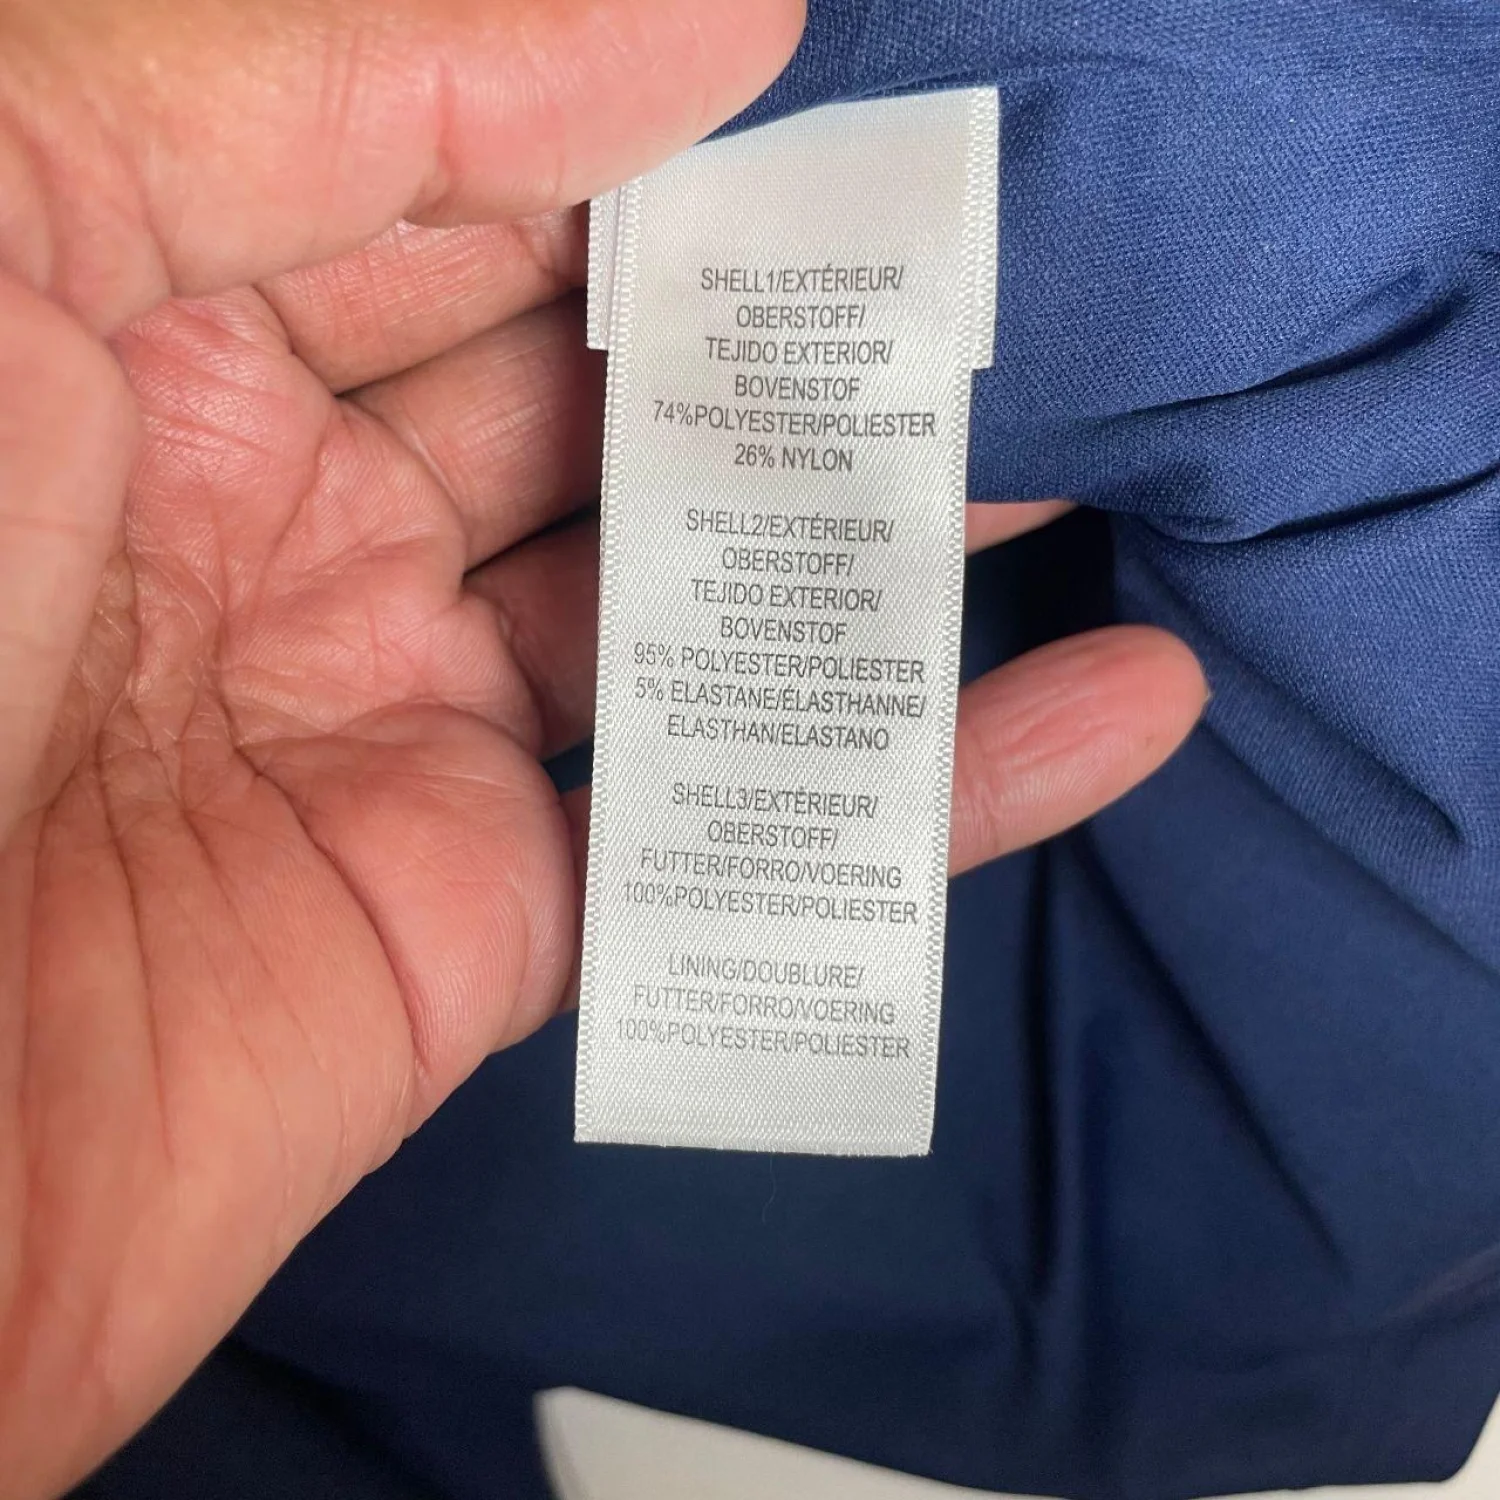 SHELL1/EXTÉRIEUR/
OBERSTOFF/
TEJIDO EXTERIOR/
BOVENSTOF
74%POLYESTER/POLIESTER
26% NYLON
SHELL2/EXTÉRIEUR/
OBERSTOFF/
TEJIDO EXTERIOR/
BOVENSTOF
95% POLYESTER/POLIESTER
5% ELASTANE/ÉLASTHANNE/
ELASTHAN/ELASTANO
SHELL3/EXTÉRIEUR/
OBERSTOFF/
FUTTER/FORRO/VOERING
100%POLYESTER/POLIESTER
LINING/DOUBLURE/
FUTTER/FORRO/VOERING
100%POLYESTER/POLIESTER